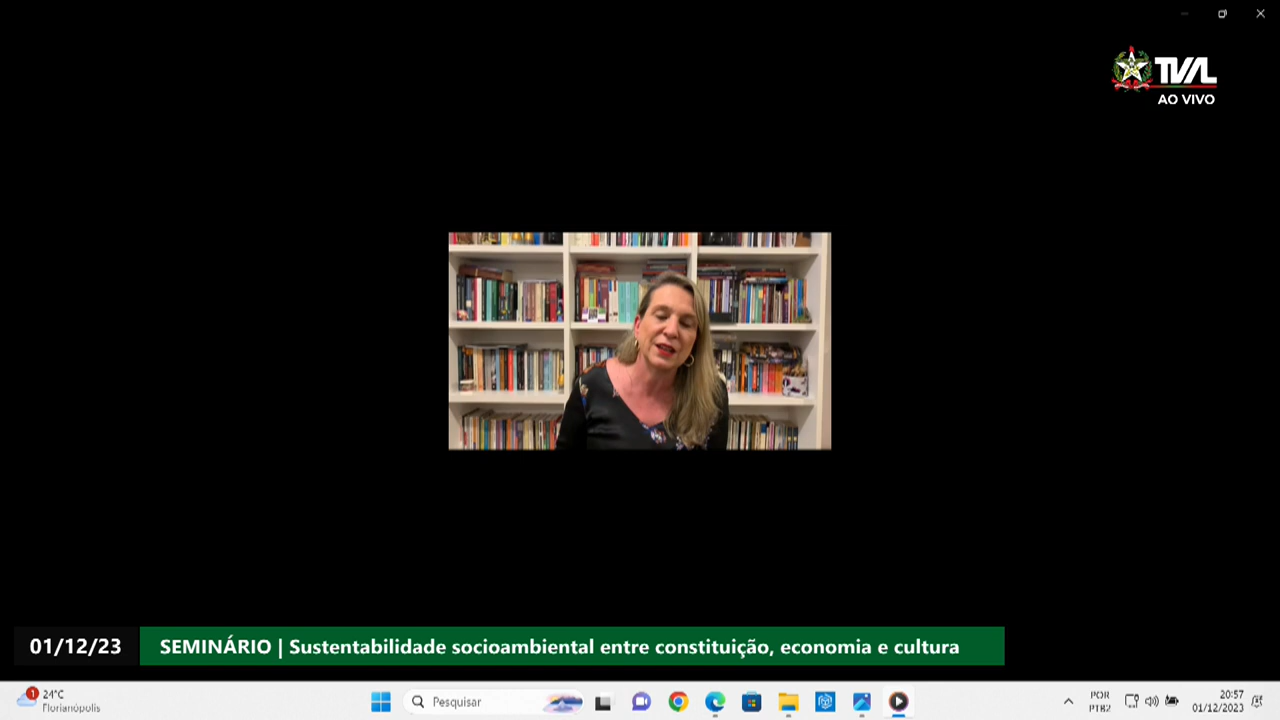 TVAL
AO VIVO
01/12/23
SEMINÁRIO | Sustentabilidade socioambiental entre constituição, economia e cultura
1
24°C
Florianópolis
Pesquisar
POR
PTB2
20:57
01/12/2023